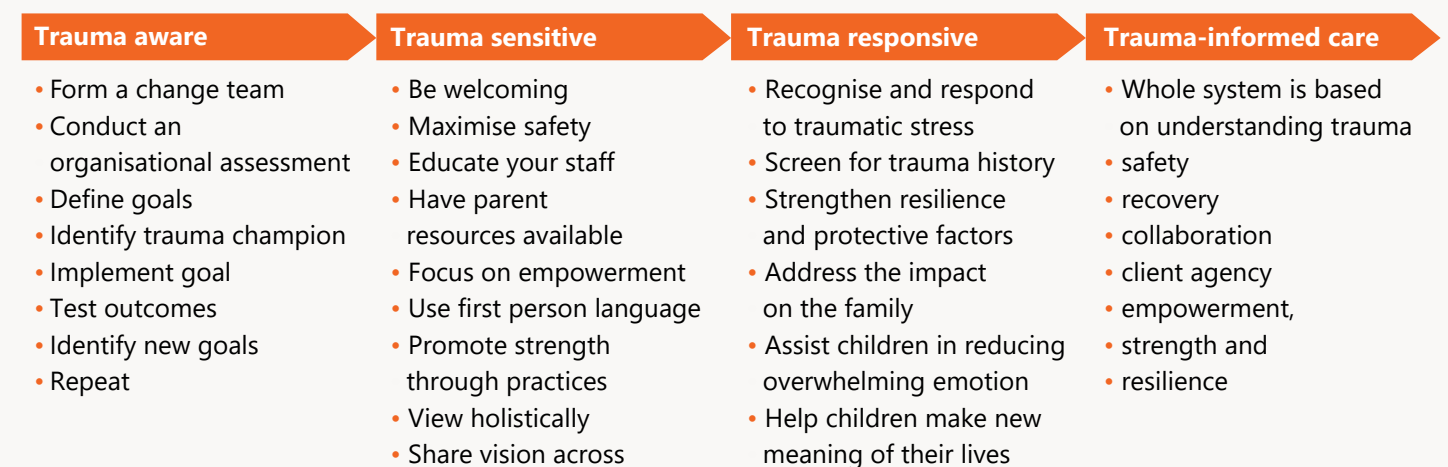 Trauma aware
• Form a change team
• Conduct an
organisational assessment
• Define goals
• Identify trauma champion
• Implement goal
• Test outcomes
• Identify new goals
• Repeat
Trauma sensitive
• Be welcoming
• Maximise safety
• Educate your staff
• Have parent
resources available
• Focus on empowerment
• Use first person language
• Promote strength
through practices
• View holistically
• Share vision across
Trauma responsive
• Recognise and respond
to traumatic stress
• Screen for trauma history
• Strengthen resilience
and protective factors
• Address the impact
on the family
• Assist children in reducing
overwhelming emotion
• Help children make new
meaning of their lives
Trauma-informed care
• Whole system is based
on understanding trauma
• safety
• recovery
• collaboration
• client agency
• empowerment,
• strength and
• resilience